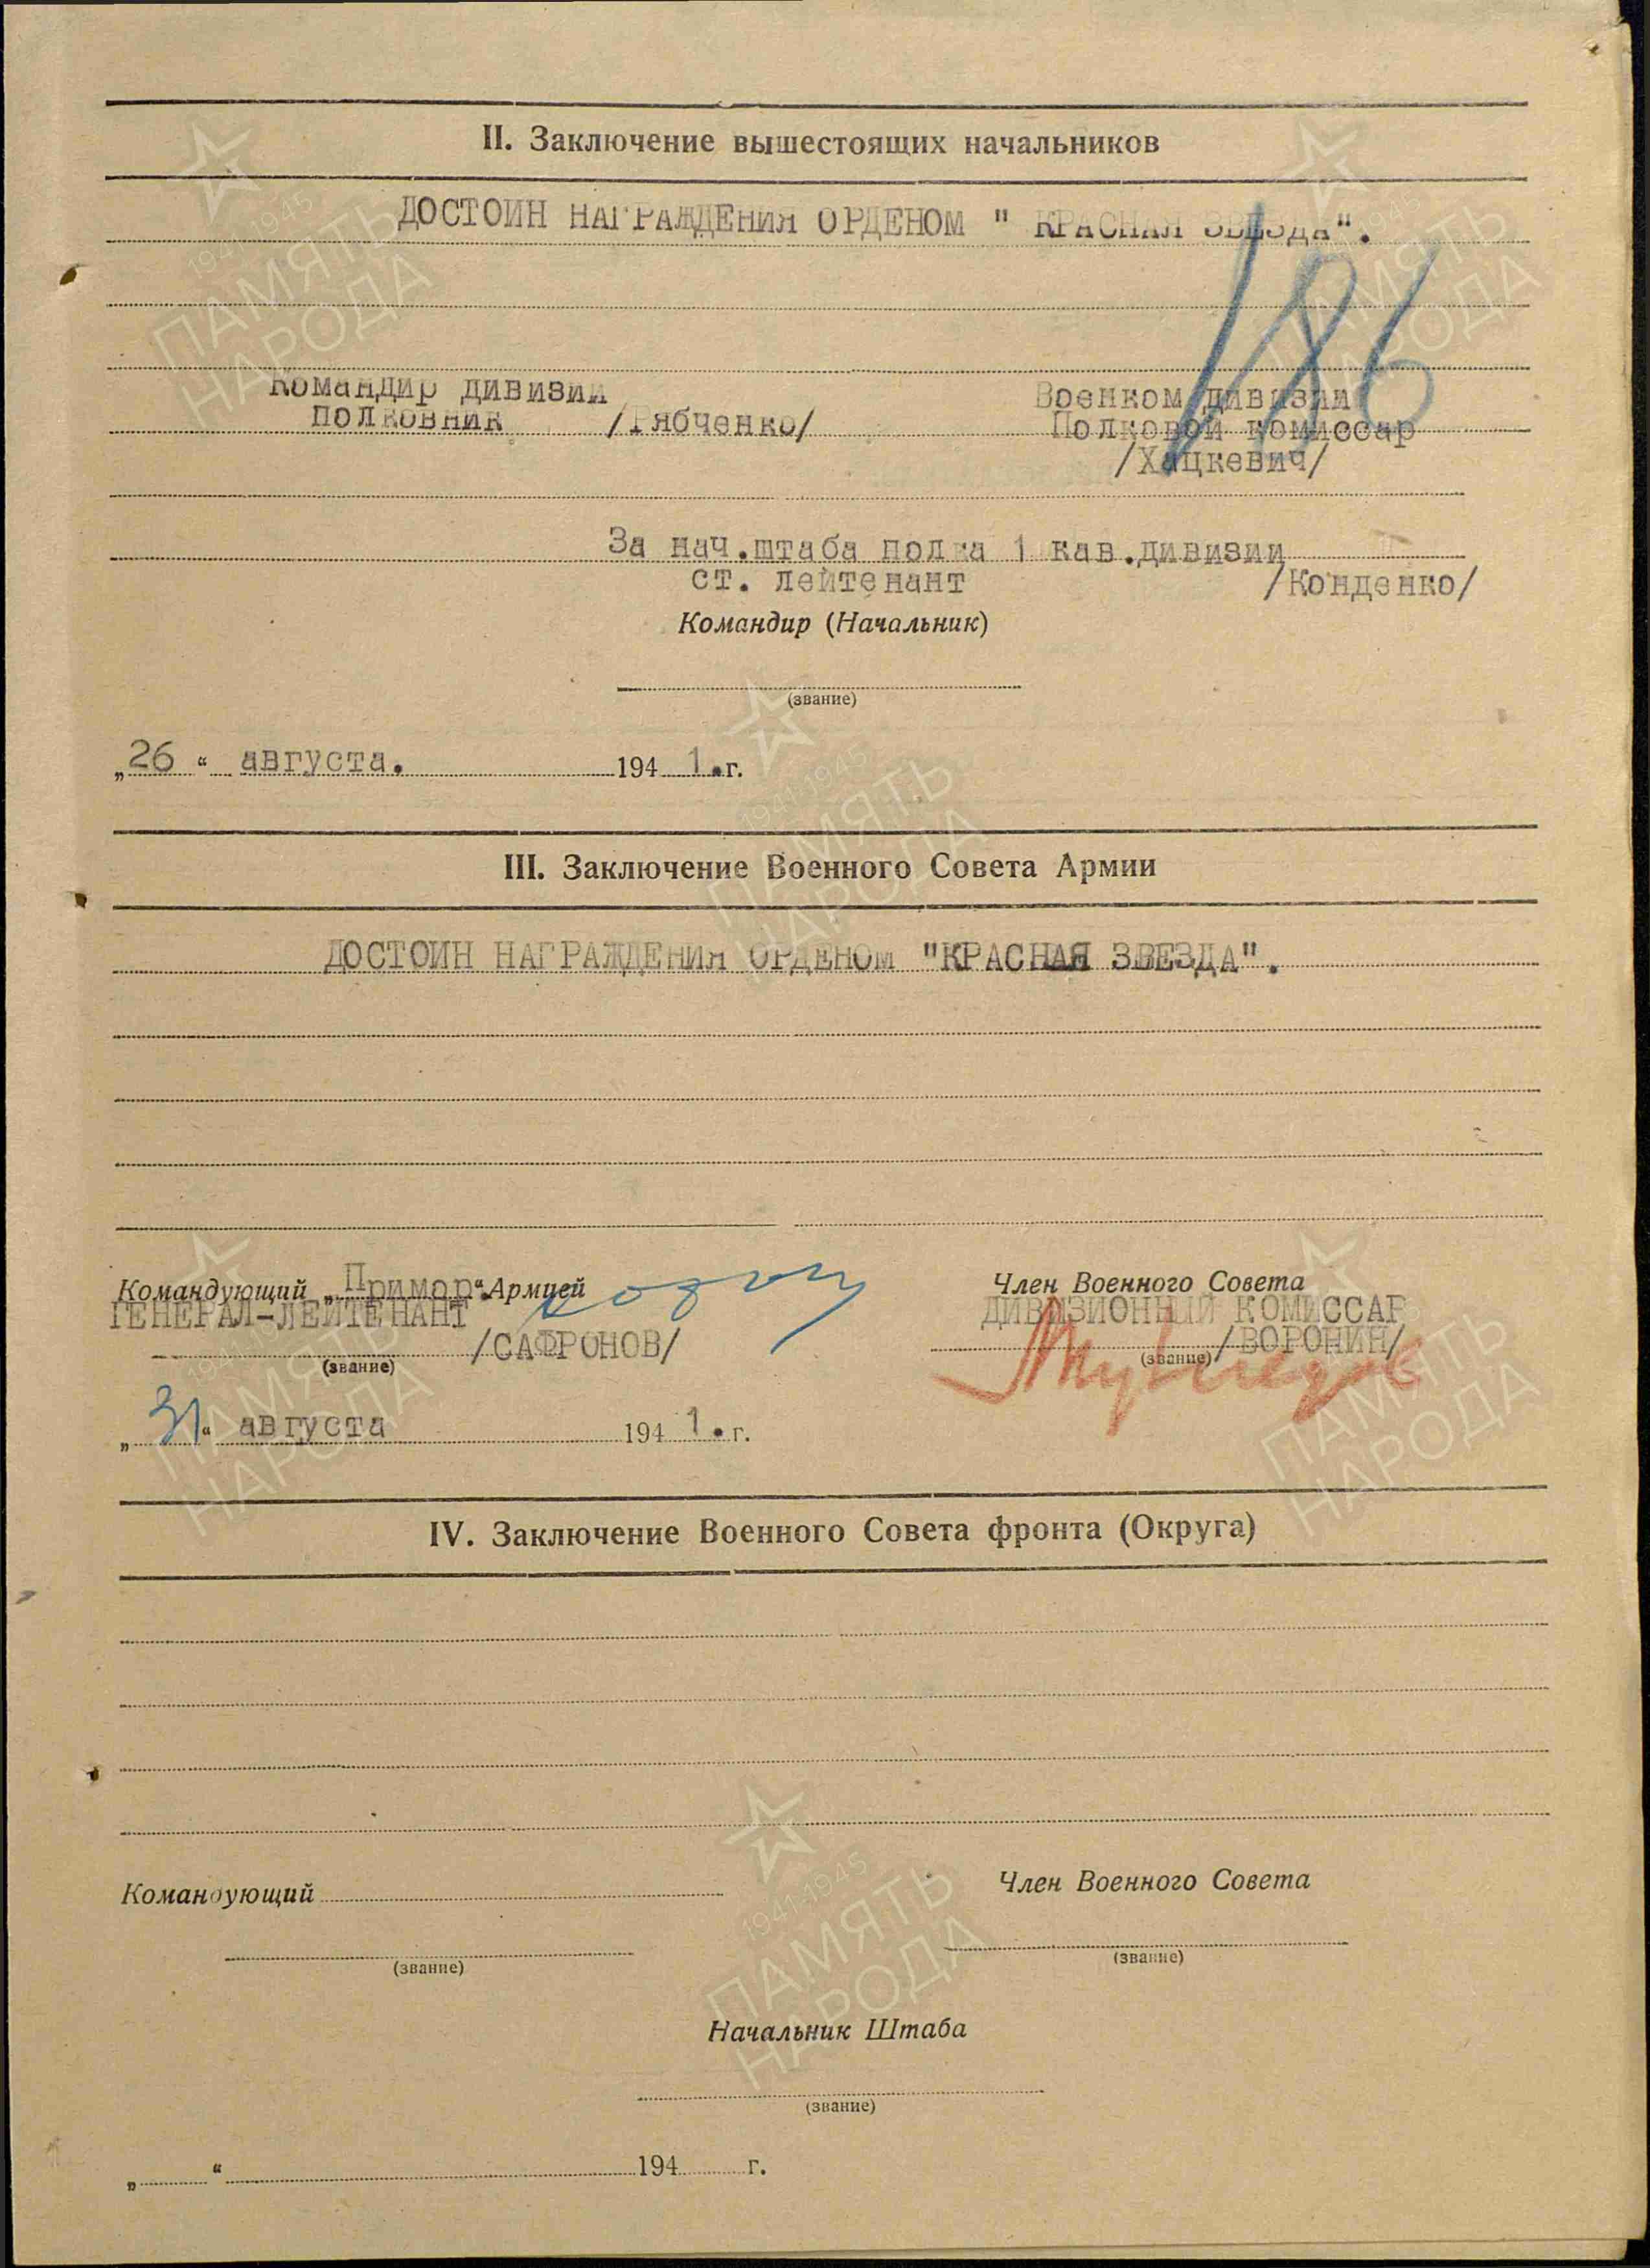 II. Заключение вышестоящих начальников
ДОСТОИН НАГРАЖДЕНИЯ ОРДЕНОМ " КРАСНАЯ ЗВЕЗДА".
186
Командир дивизии
полковник /Рябченко/
Военком дивизии
Полковой комиссар
/Хацкевич/
За нач.штаба полка 1 кав.дивизии
ст. лейтенант /Конденко/
Командир (Начальник)
(звание)
„26“ августа. 1941.г.
III. Заключение Военного Совета Армии
ДОСТОИН НАГРАЖДЕНИЯ ОРДЕНОМ "КРАСНАЯ ЗВЕЗДА".
Командующий „Примор“ Армией
ГЕНЕРАЛ-ЛЕЙТЕНАНТ
/САФРОНОВ/
(звание)
Член Военного Совета
ДИВИЗИОННЫЙ КОМИССАР
/ВОРОНИН/
(звание)
„31“ августа 1941.г.
IV. Заключение Военного Совета фронта (Округа)
Командующий
(звание)
Член Военного Совета
(звание)
Начальник Штаба
(звание)
„ “ 194 г.
1941-1945
ПАМЯТЬ
НАРОДА